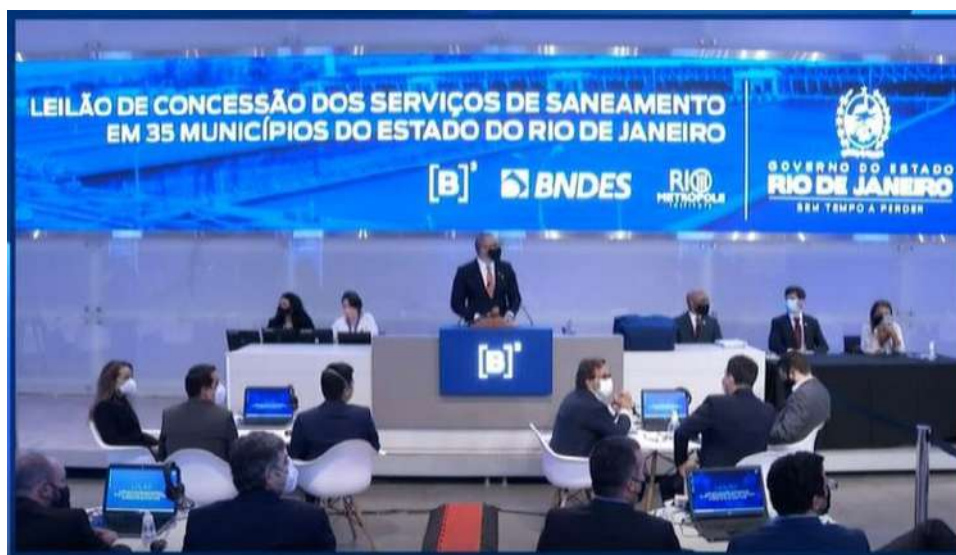 LEILÃO DE CONCESSÃO DOS SERVIÇOS DE SANEAMENTO
EM 35 MUNICÍPIOS DO ESTADO DO RIO DE JANEIRO
[B]³
BNDES
RIO
METRÓPOLE
GOVERNO DO ESTADO
RIO DE JANEIRO
SEM TEMPO A PERDER
[B]³
LEILÃO